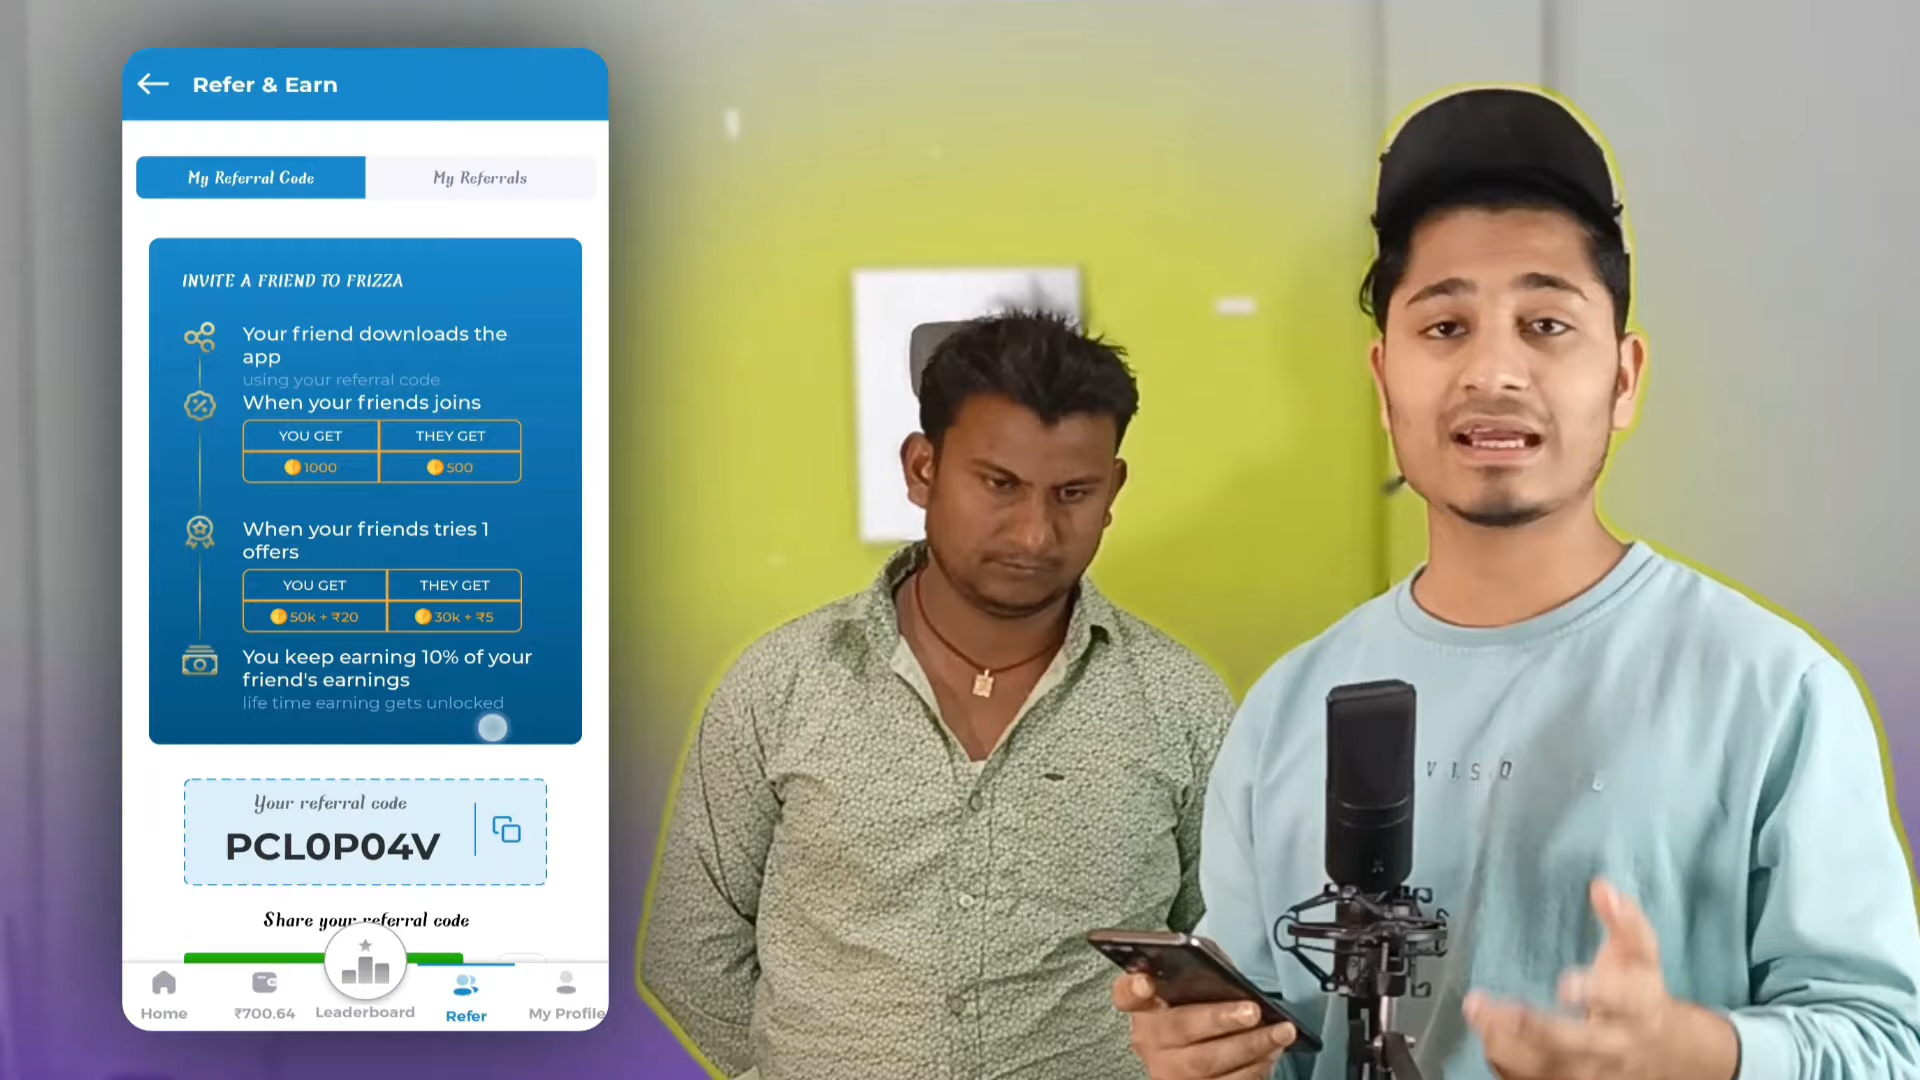 Refer & Earn
My Referral Code
My Referrals
INVITE A FRIEND TO FRIZZA
Your friend downloads the
app
using your referral code
When your friends joins
YOU GET
THEY GET
1000
500
When your friends tries 1
offers
YOU GET
THEY GET
50k + ₹20
30k + ₹5
You keep earning 10% of your
friend's earnings
life time earning gets unlocked
Your referral code
PCL0P04V
Share your referral code
Home
₹700.64
Leaderboard
Refer
My Profile
V I S Q